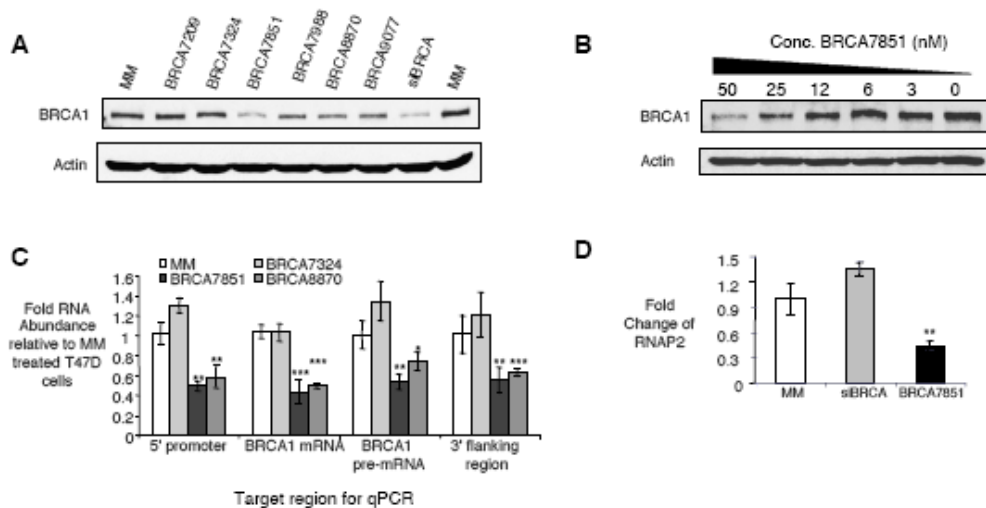 A
MM
BRCA7209
BRCA7324
BRCA7851
BRCA7988
BRCA8870
BRCA9077
siBRCA
MM
BRCA1
Actin
B
Conc. BRCA7851 (nM)
50 25 12 6 3 0
BRCA1
Actin
C
MM
BRCA7324
BRCA7851
BRCA8870
Fold RNA
Abundance
relative to MM
treated T47D
cells
1.6
1.4
1.2
1
0.8
0.6
0.4
0.2
0
** ** *** *** ** * ** ***
5' promoter
BRCA1 mRNA
BRCA1
pre-mRNA
3' flanking
region
Target region for qPCR
D
Fold
Change of
RNAP2
1.5
1.2
0.9
0.6
0.3
0
**
MM
siBRCA
BRCA7851